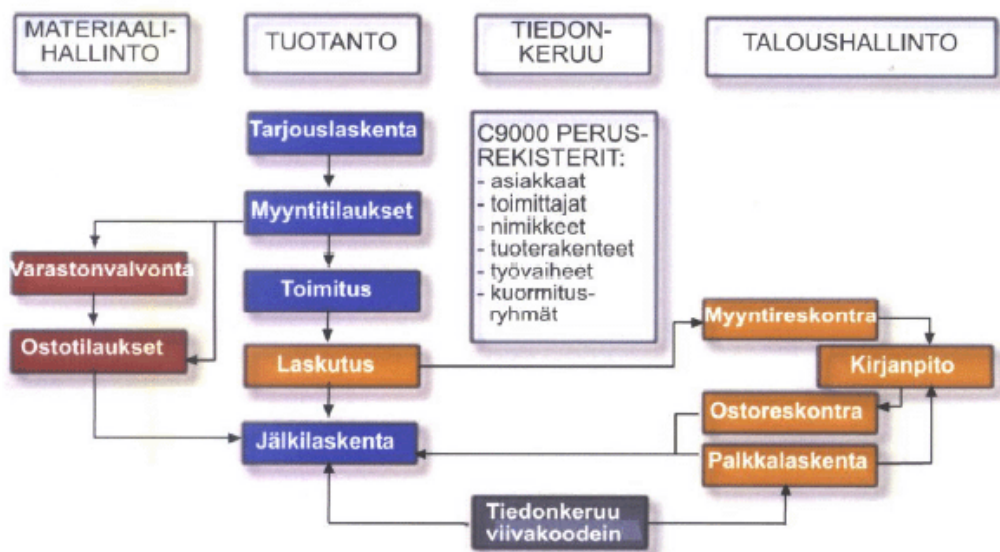 MATERIAALI-
HALLINTO
TUOTANTO
TIEDON-
KERUU
TALOUSHALLINTO
Tarjouslaskenta
Myyntitilaukset
Varastonvalvonta
Toimitus
Ostotilaukset
Laskutus
Jälkilaskenta
C9000 PERUS-
REKISTERIT:
- asiakkaat
- toimittajat
- nimikkeet
- tuoterakenteet
- työvaiheet
- kuormitus-
ryhmät
Myyntireskontra
Kirjanpito
Ostoreskontra
Palkkalaskenta
Tiedonkeruu
viivakoodein